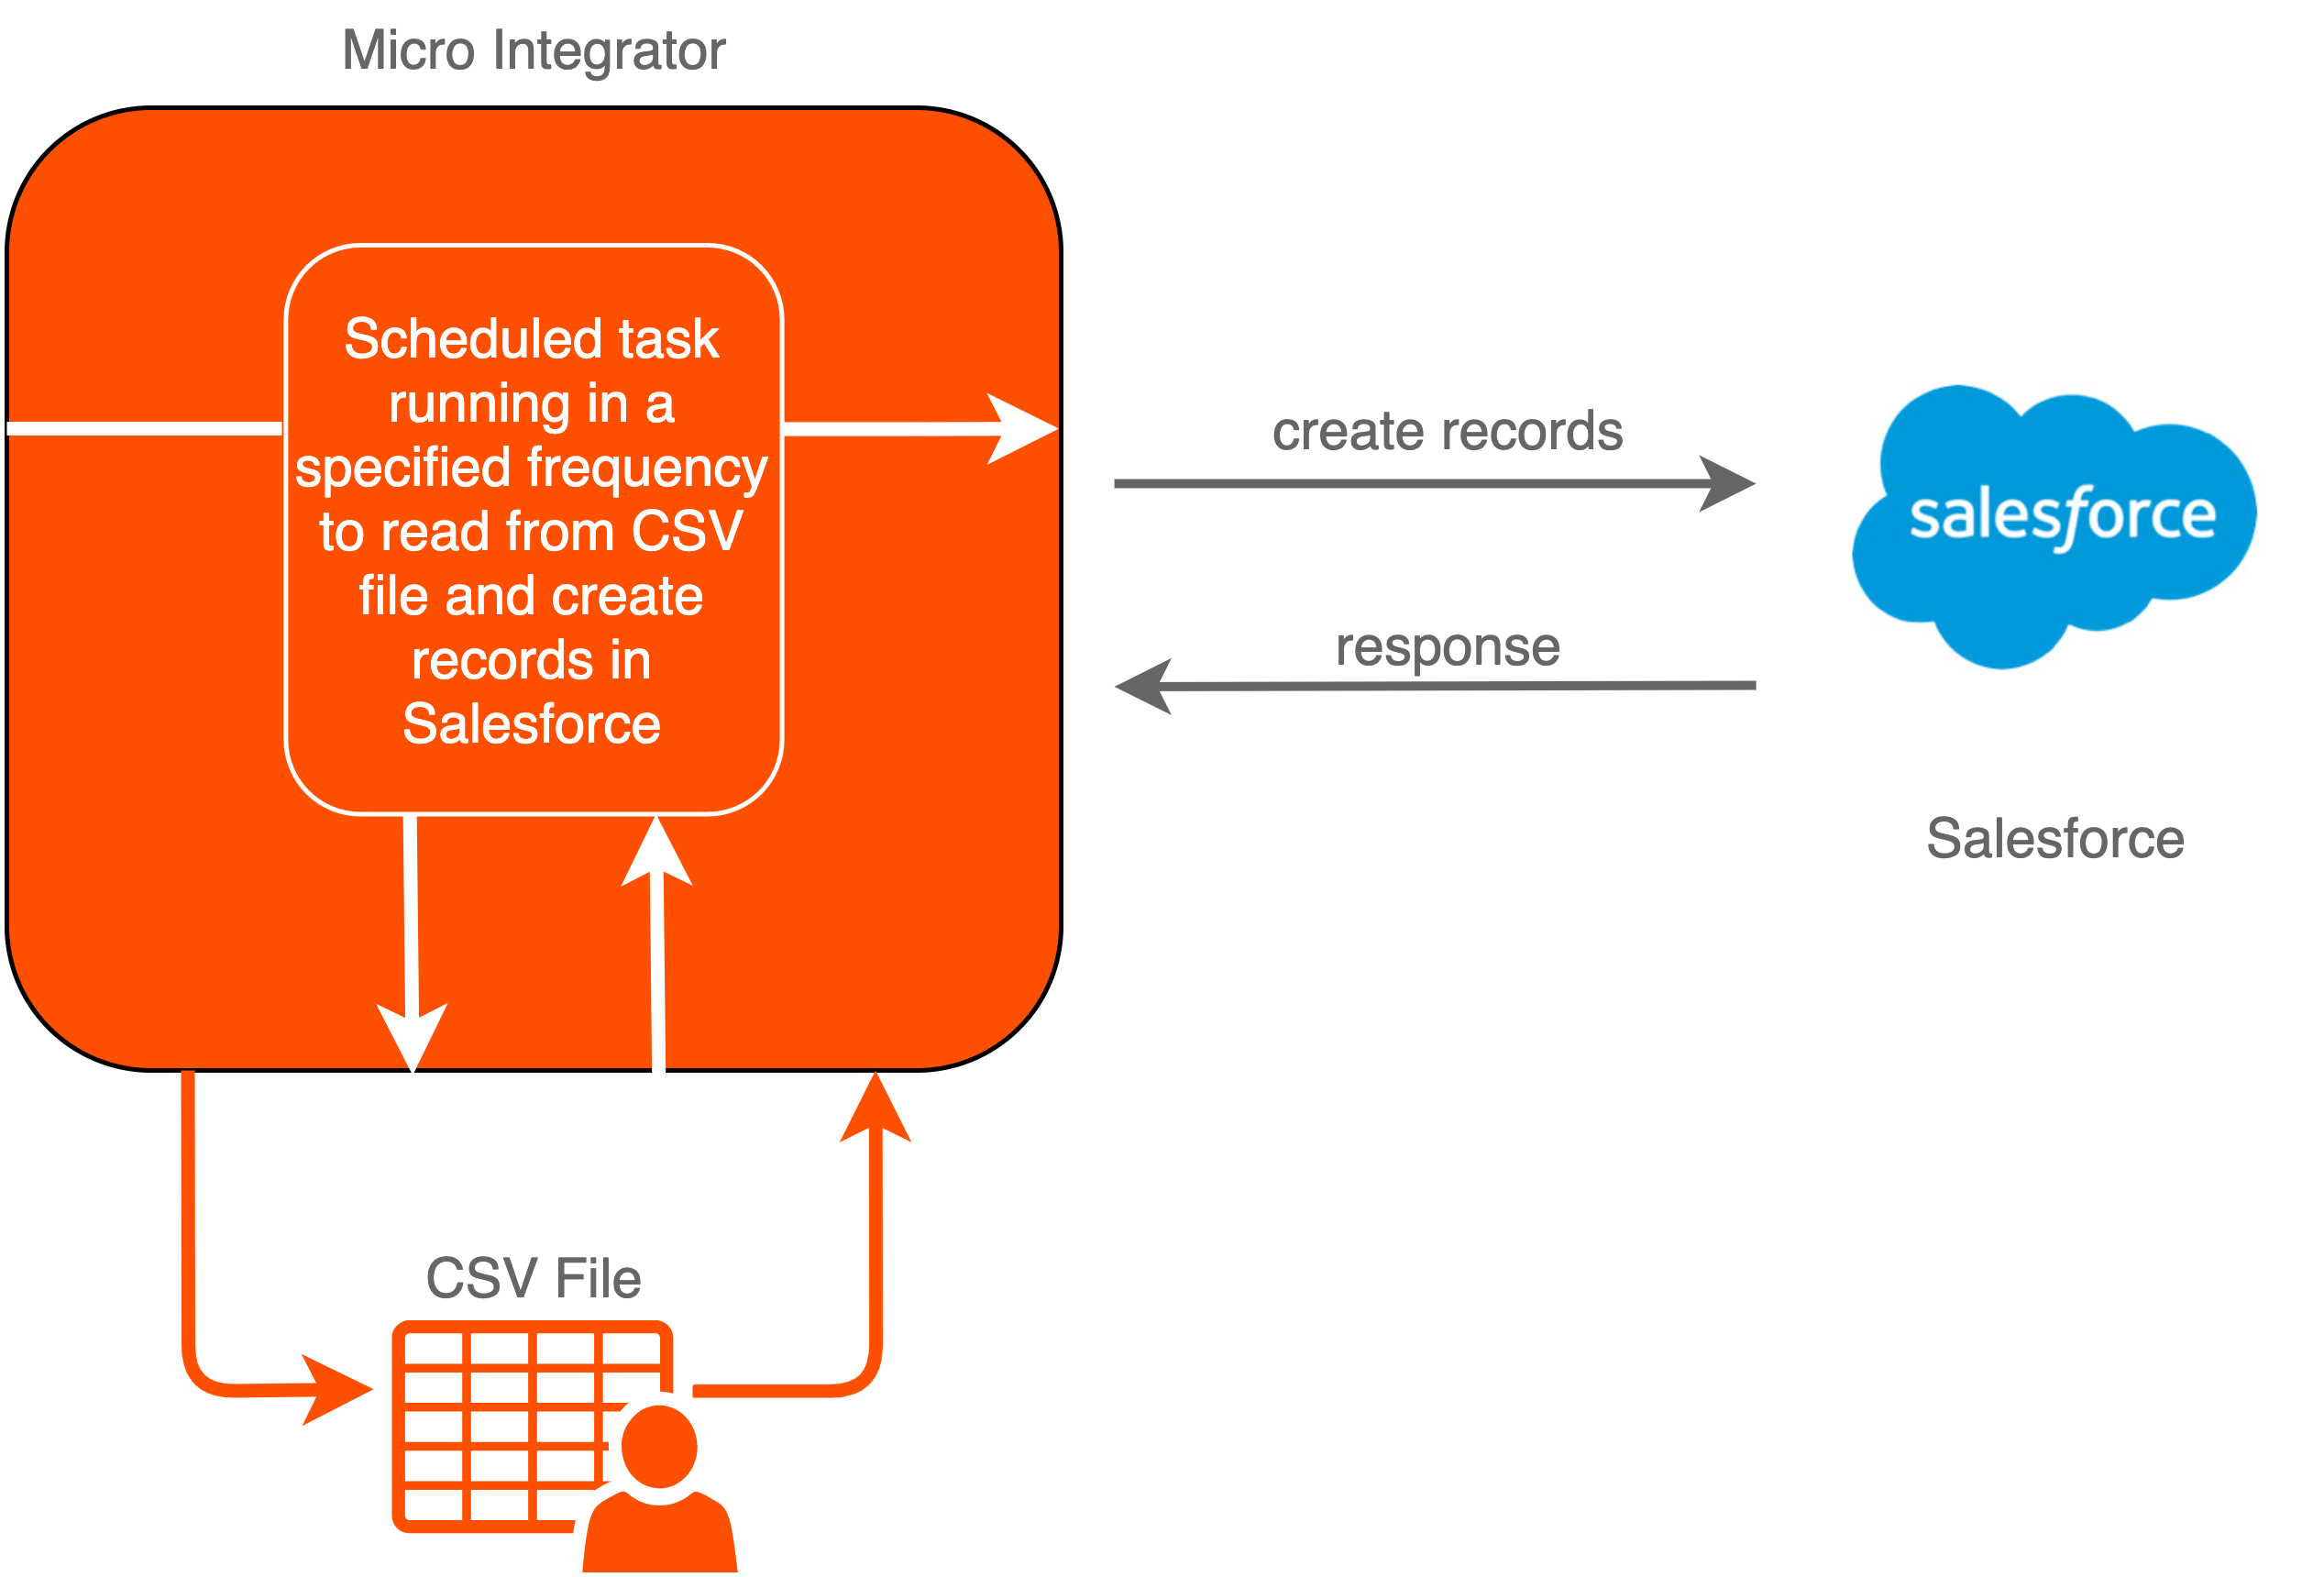 Micro Integrator
Scheduled task
running in a
specified frequency
to read from CSV
file and create
records in
Salesforce
create records
response
salesforce
Salesforce
CSV File